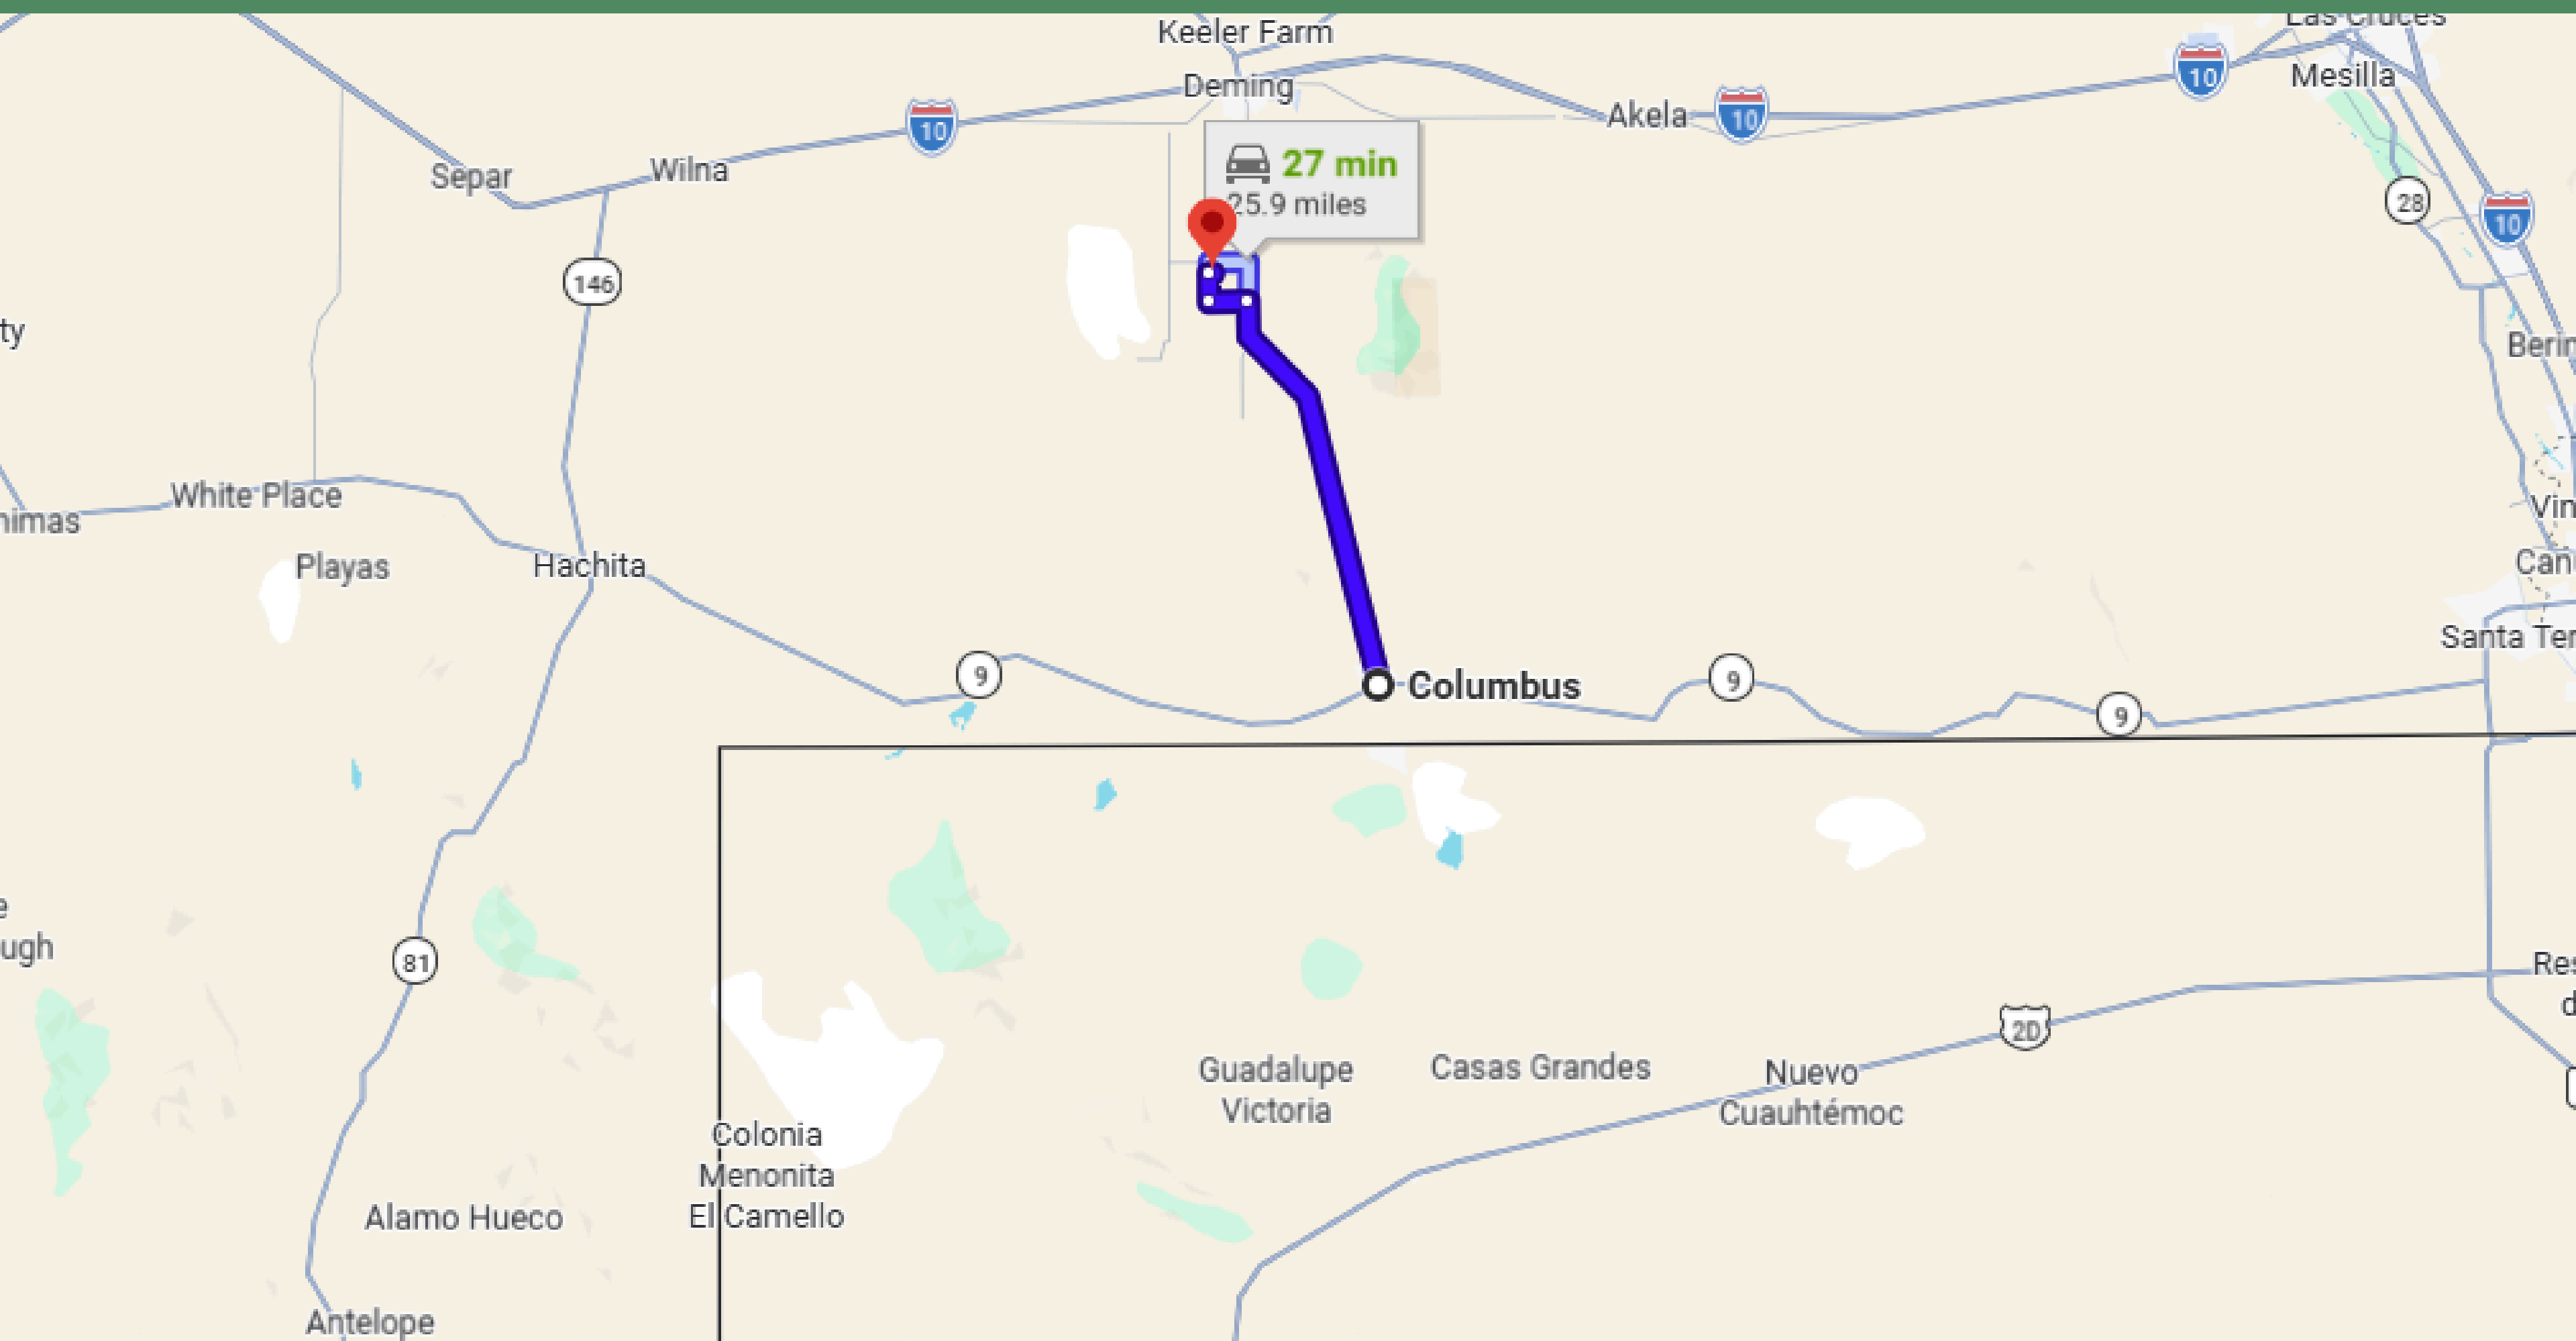 Keeler Farm
Las Cruces
Deming
10
Mesilla
10
Akela
10
27 min
25.9 miles
Separ
Wilna
28
10
146
ty
Berin
White Place
nimas
Vin
Playas
Hachita
Can
Santa Ter
9
Columbus
9
9
e
ugh
81
Res
d
2D
Guadalupe
Victoria
Casas Grandes
Nuevo
Cuauhtémoc
Colonia
Menonita
El Camello
Alamo Hueco
Antelope